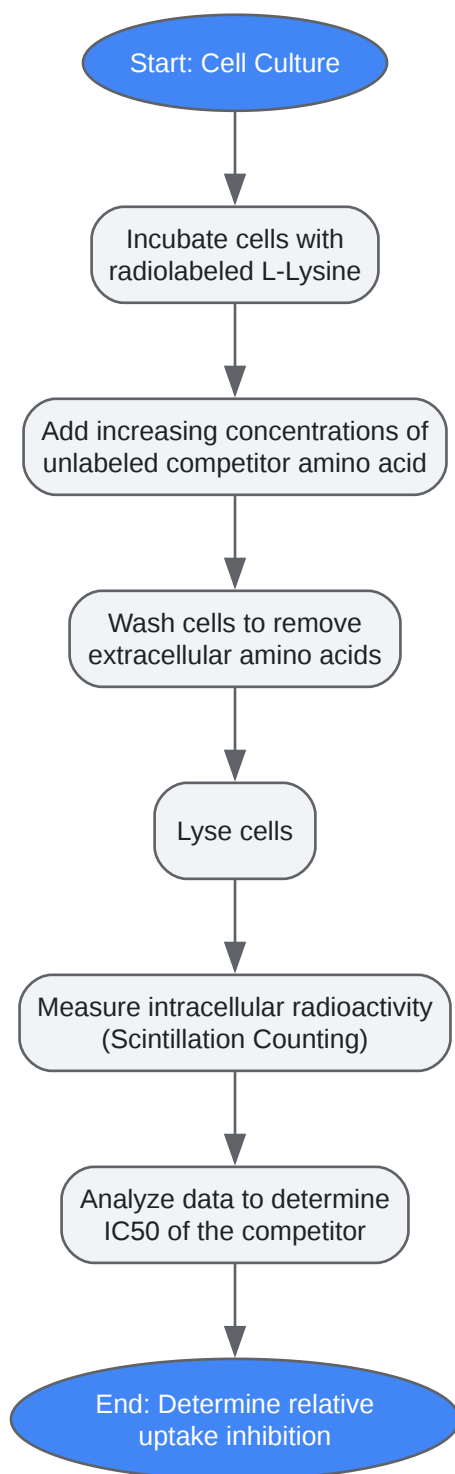 Start: Cell Culture
Incubate cells with
radiolabeled L-Lysine
Add increasing concentrations of
unlabeled competitor amino acid
Wash cells to remove
extracellular amino acids
Lyse cells
Measure intracellular radioactivity
(Scintillation Counting)
Analyze data to determine
IC50 of the competitor
End: Determine relative
uptake inhibition